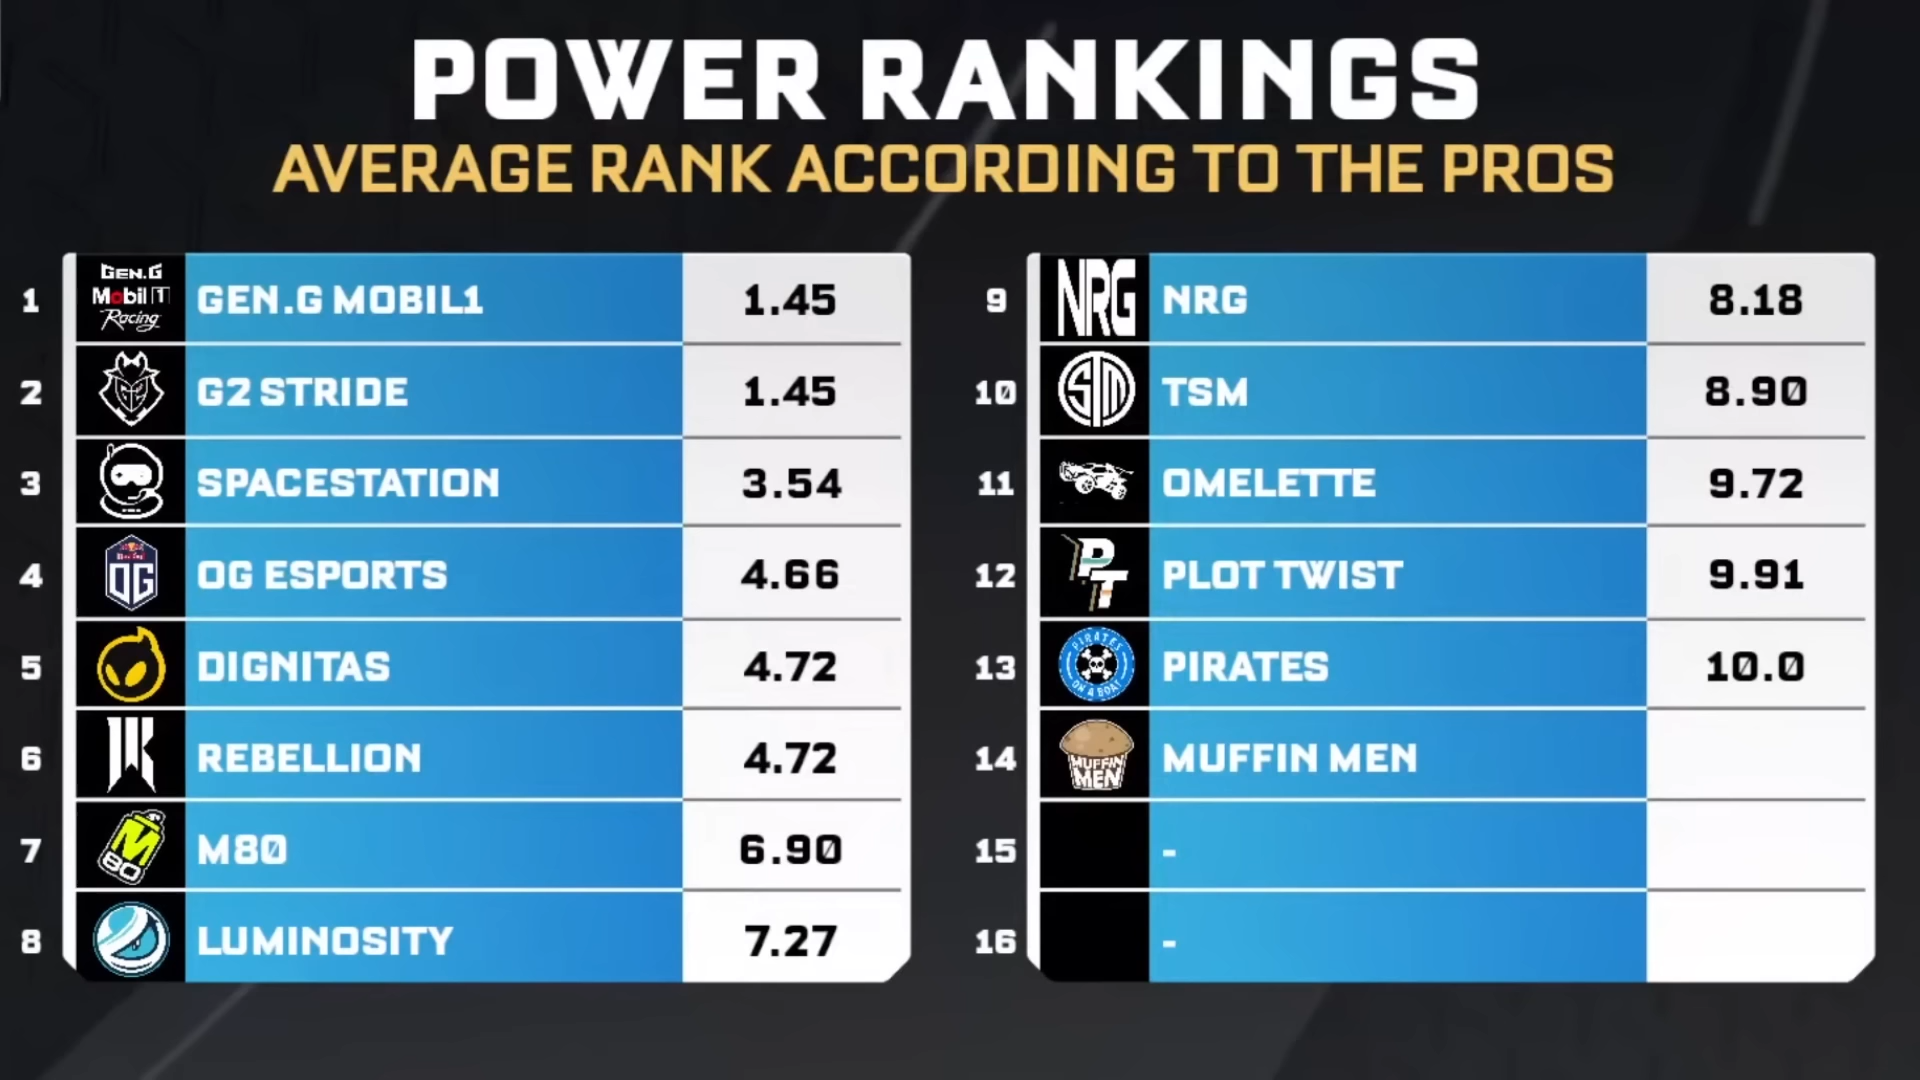 POWER RANKINGS
AVERAGE RANK ACCORDING TO THE PROS
1 GEN.G Mobil 1 Racing GEN.G MOBIL1 1.45
2 G2 STRIDE 1.45
3 SPACESTATION 3.54
4 OG OG ESPORTS 4.66
5 DIGNITAS 4.72
6 REBELLION 4.72
7 M80 M80 6.90
8 LUMINOSITY 7.27
9 NRG NRG 8.18
10 TSM TSM 8.90
11 OMELETTE 9.72
12 PT PLOT TWIST 9.91
13 PIRATES ON A BOAT PIRATES 10.0
14 MUFFIN MEN MUFFIN MEN
15 -
16 -